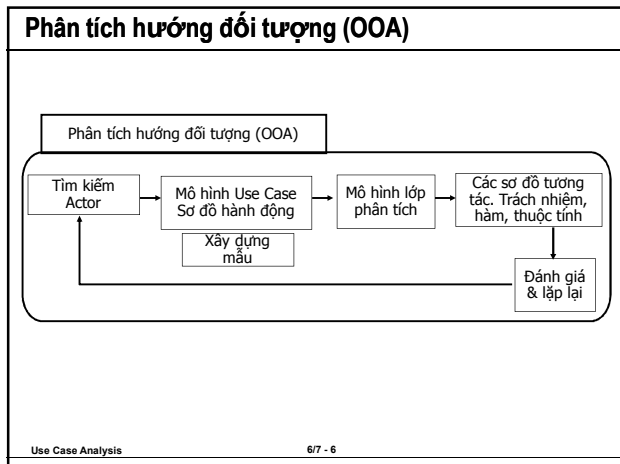 Phân tích hướng đối tượng (OOA)
Phân tích hướng đối tượng (OOA)
Tìm kiếm
Actor
Mô hình Use Case
Sơ đồ hành động
Xây dựng
mẫu
Mô hình lớp
phân tích
Các sơ đồ tương
tác. Trách nhiệm,
hàm, thuộc tính
Đánh giá
& lặp lại
Use Case Analysis
6/7 - 6